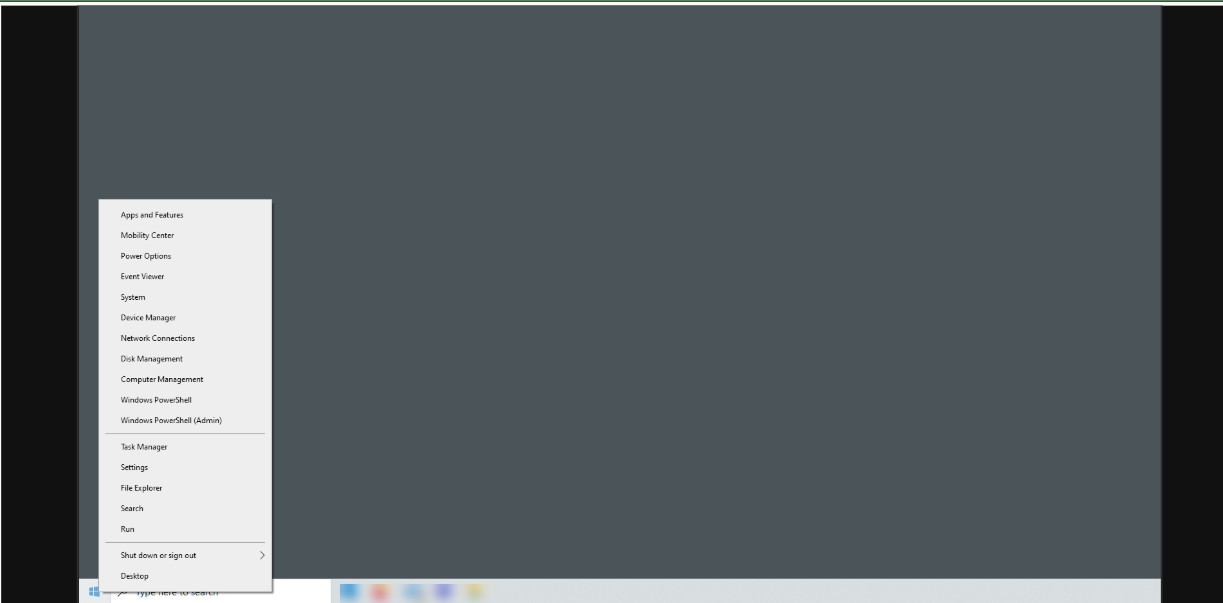 Apps and Features
Mobility Center
Power Options
Event Viewer
System
Device Manager
Network Connections
Disk Management
Computer Management
Windows PowerShell
Windows PowerShell (Admin)
Task Manager
Settings
File Explorer
Search
Run
Shut down or sign out
Desktop
Type here to search